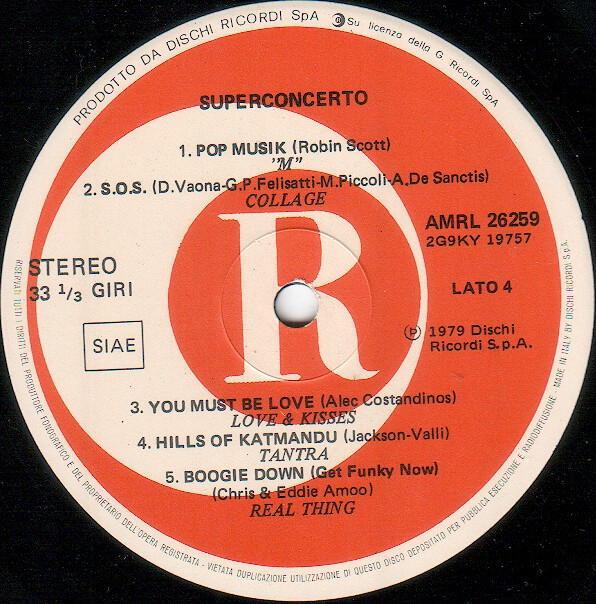 PRODOTTO DA DISCHI RICORDI SpA Su licenza della G Ricordi SpA
SUPERCONCERTO
1. POP MUSIK (Robin Scott)
"M"
2. S.O.S. (D.Vaona-G.P.Felisatti-M.Piccoli-A.De Sanctis)
COLLAGE
R
AMRL 26259
2G9KY 19757
STEREO
33 1/3 GIRI
LATO 4
SIAE
Ⓟ 1979 Dischi
Ricordi S.p.A.
3. YOU MUST BE LOVE (Alec Costandinos)
LOVE & KISSES
4. HILLS OF KATMANDU (Jackson-Valli)
TANTRA
5. BOOGIE DOWN (Get Funky Now)
(Chris & Eddie Amoo)
REAL THING
RISERVATI TUTTI I DIRITTI DEL PRODUTTORE FONOGRAFICO E DEL PROPRIETARIO DELL'OPERA REGISTRATA - VIETATA DUPLICAZIONE UTILIZZAZIONE DI QUESTO DISCO DEPOSITATO PER PUBBLICA ESECUZIONE E RADIODIFFUSIONE. MADE IN ITALY BY DISCHI RICORDI S.p.A.